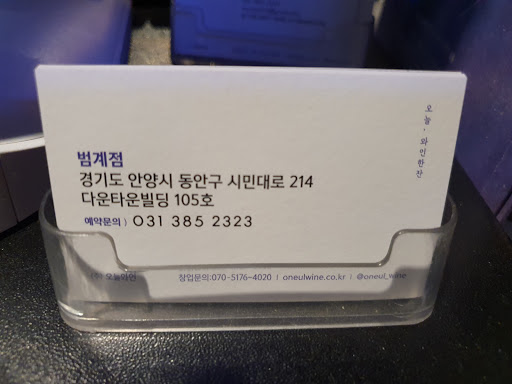 오늘, 와인한잔
범계점
경기도 안양시 동안구 시민대로 214
다운타운빌딩 105호
예약문의 ) 031 385 2323
(주) 오늘와인 창업문의:070-5176-4020 | oneulwine.co.kr | @oneul_wine